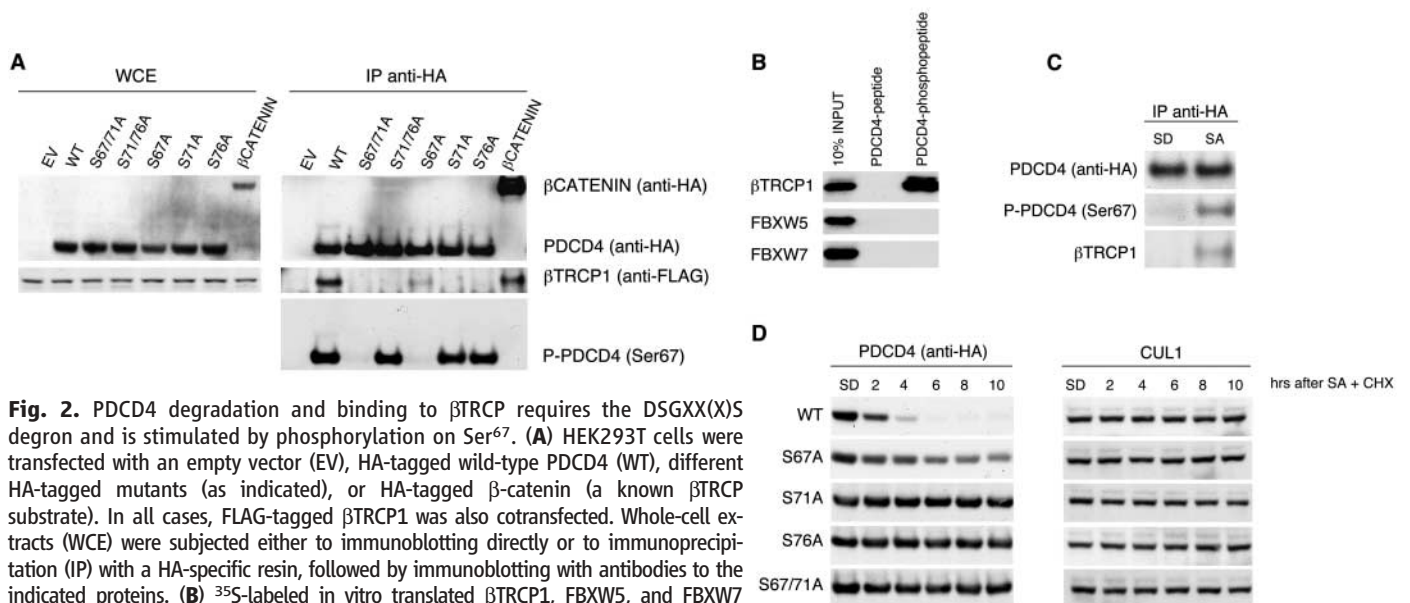 A
WCE
IP anti-HA
EV
WT
S67/71A
S71/76A
S67A
S71A
S76A
βCATENIN
EV
WT
S67/71A
S71/76A
S67A
S71A
S76A
βCATENIN
βCATENIN (anti-HA)
PDCD4 (anti-HA)
βTRCP1 (anti-FLAG)
P-PDCD4 (Ser67)
B
10% INPUT
PDCD4-peptide
PDCD4-phosphopeptide
βTRCP1
FBXW5
FBXW7
C
IP anti-HA
SD SA
PDCD4 (anti-HA)
P-PDCD4 (Ser67)
βTRCP1
D
PDCD4 (anti-HA)
CUL1
SD 2 4 6 8 10
SD 2 4 6 8 10
hrs after SA + CHX
WT
S67A
S71A
S76A
S67/71A
Fig. 2. PDCD4 degradation and binding to βTRCP requires the DSGXX(X)S
degron and is stimulated by phosphorylation on Ser⁶⁷. (A) HEK293T cells were
transfected with an empty vector (EV), HA-tagged wild-type PDCD4 (WT), different
HA-tagged mutants (as indicated), or HA-tagged β-catenin (a known βTRCP
substrate). In all cases, FLAG-tagged βTRCP1 was also cotransfected. Whole-cell ex-
tracts (WCE) were subjected either to immunoblotting directly or to immunoprecipi-
tation (IP) with a HA-specific resin, followed by immunoblotting with antibodies to the
indicated proteins. (B) ³⁵S-labeled in vitro translated βTRCP1, FBXW5, and FBXW7